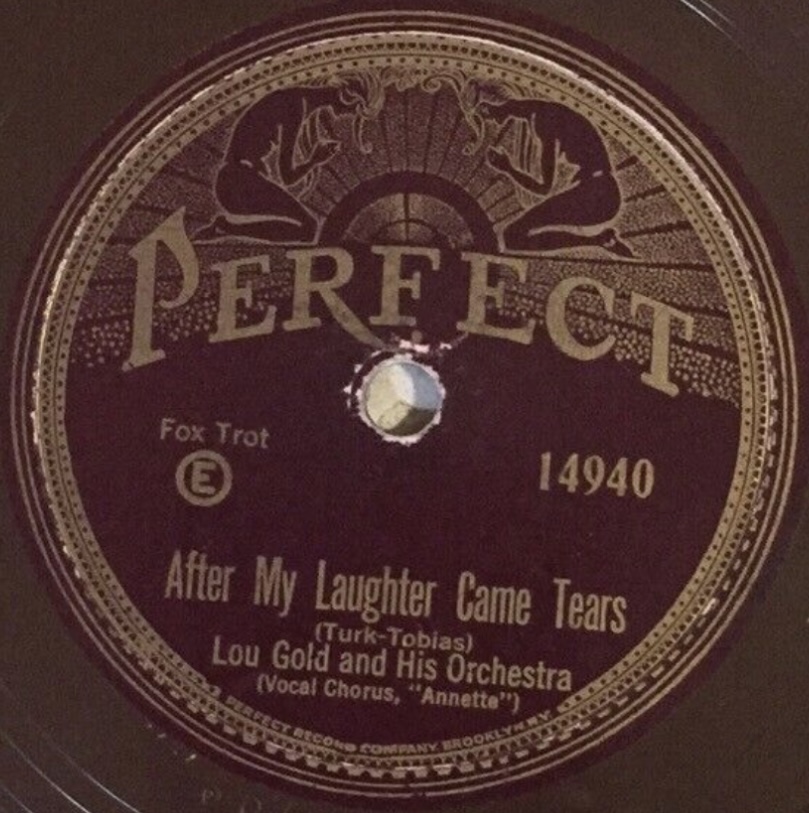 PERFECT
Fox Trot
E
14940
After My Laughter Came Tears
(Turk-Tobias)
Lou Gold and His Orchestra
(Vocal Chorus, "Annette")
PERFECT RECORD COMPANY, BROOKLYN, N.Y.